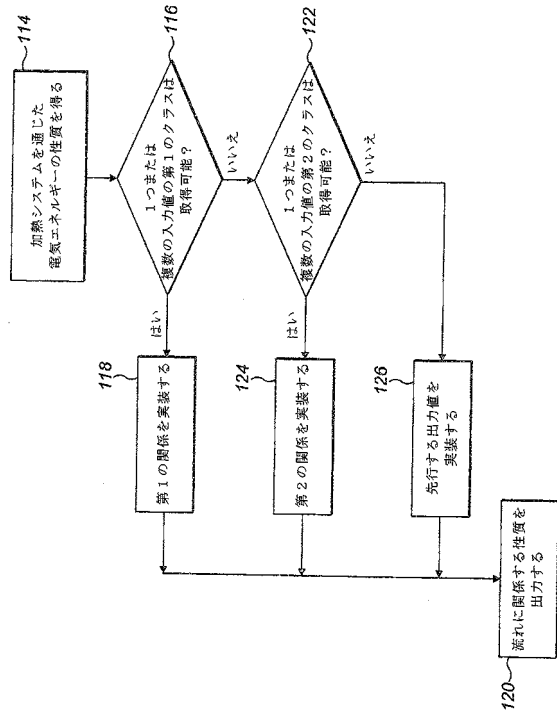 114
加熱システムを通じた
電気エネルギーの性質を得る
116
1つまたは
複数の入力値の第1のクラスは
取得可能?
はい
いいえ
118
第1の関係を実装する
122
1つまたは
複数の入力値の第2のクラスは
取得可能?
はい
いいえ
124
第2の関係を実装する
126
先行する出力値を
実装する
120
流れに関係する性質を
出力する